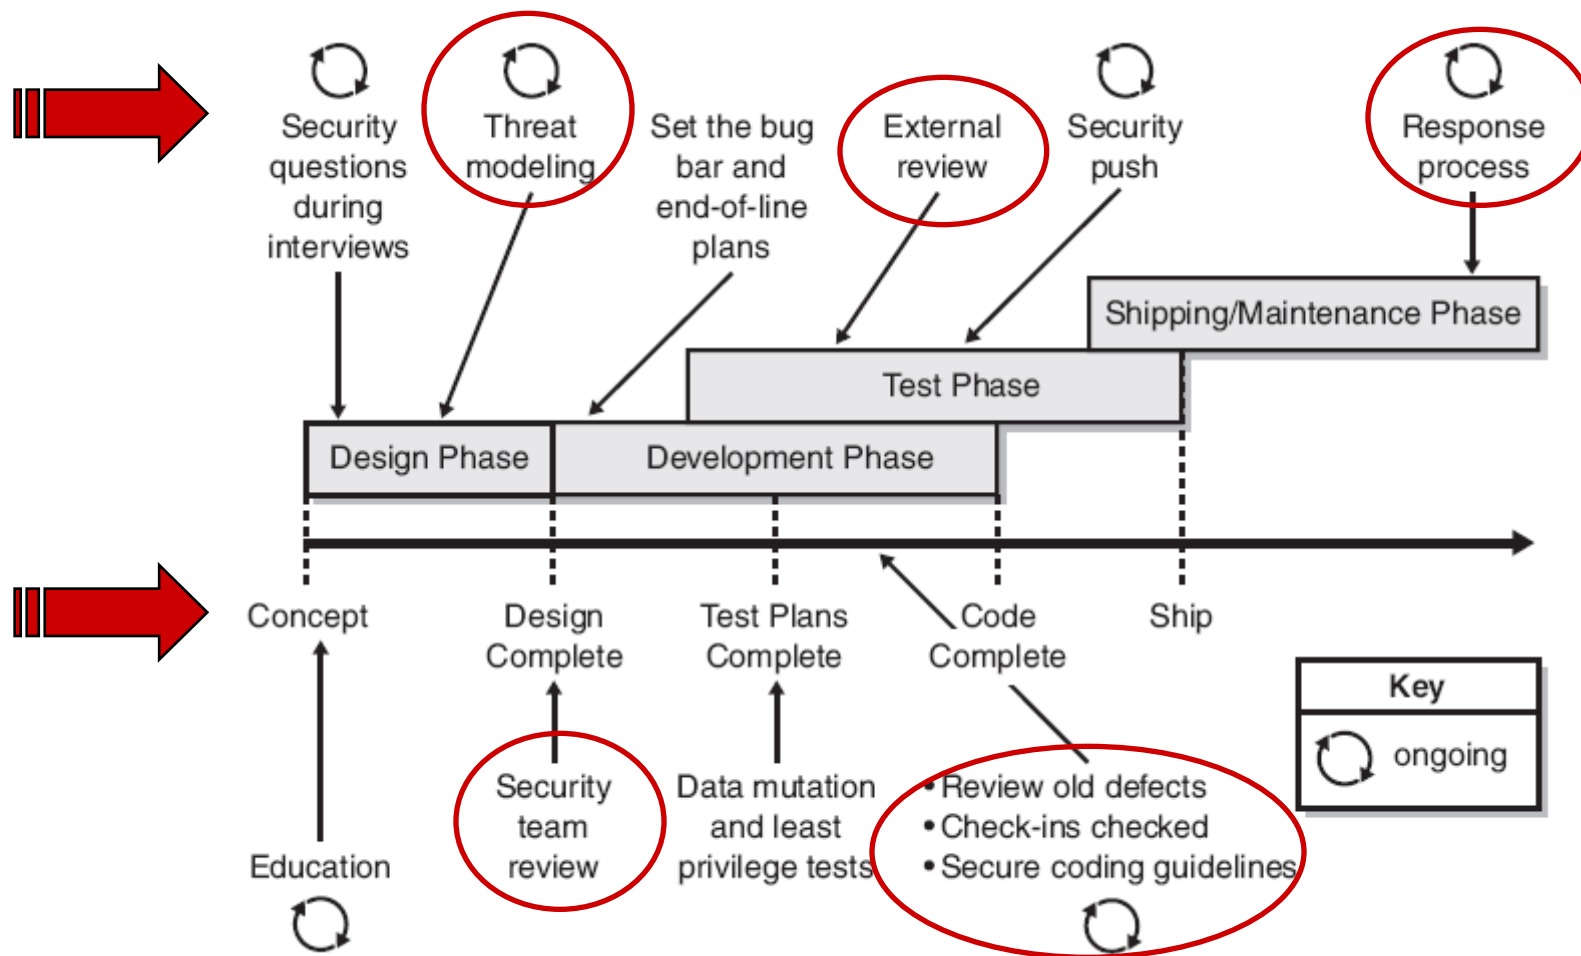 Security
questions
during
interviews
Threat
modeling
Set the bug
bar and
end-of-line
plans
External
review
Security
push
Response
process
Shipping/Maintenance Phase
Test Phase
Design Phase
Development Phase
Concept
Design
Complete
Test Plans
Complete
Code
Complete
Ship
Education
Security
team
review
Data mutation
and least
privilege tests
• Review old defects
• Check-ins checked
• Secure coding guidelines
Key
ongoing